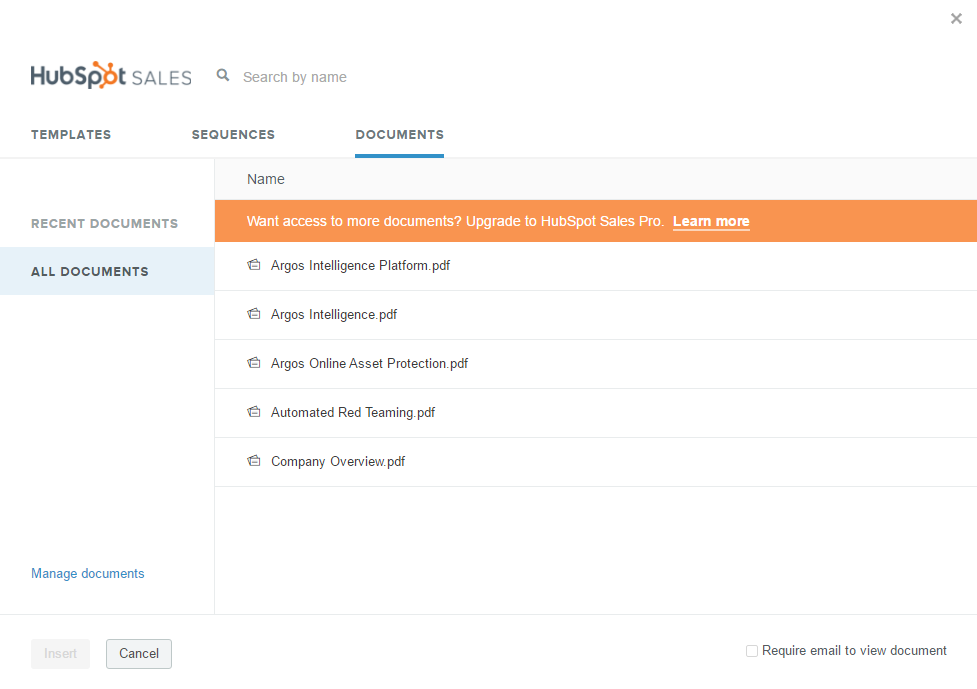 HubSpot SALES
Search by name
TEMPLATES SEQUENCES DOCUMENTS
Name
RECENT DOCUMENTS
Want access to more documents? Upgrade to HubSpot Sales Pro. Learn more
ALL DOCUMENTS
Argos Intelligence Platform.pdf
Argos Intelligence.pdf
Argos Online Asset Protection.pdf
Automated Red Teaming.pdf
Company Overview.pdf
Manage documents
Insert Cancel
Require email to view document